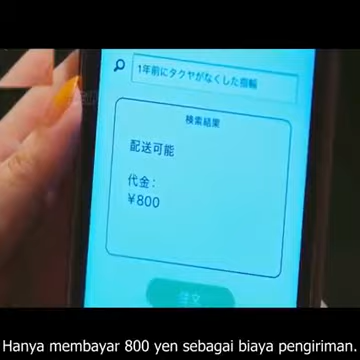 1年前にタクヤがなくした指輪
検索結果
配送可能
代金：
¥800
注文
Hanya membayar 800 yen sebagai biaya pengiriman.